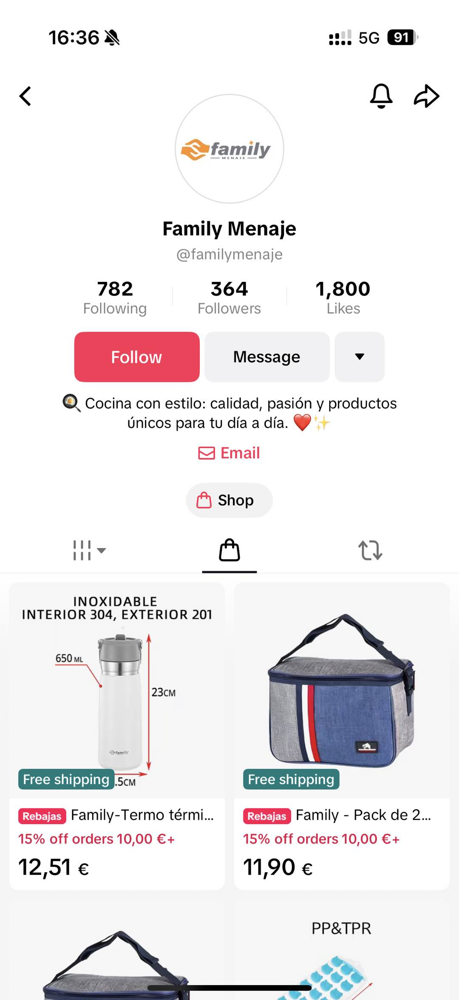 16:36
5G
91
family
MENAJE
Family Menaje
@familymenaje
782
Following
364
Followers
1,800
Likes
Follow
Message
Cocina con estilo: calidad, pasión y productos
únicos para tu día a día.
Email
Shop
INOXIDABLE
INTERIOR 304, EXTERIOR 201
650 ML
23CM
family
Free shipping
.5CM
Free shipping
Rebajas Family-Termo térmi...
15% off orders 10,00 €+
12,51 €
Rebajas Family - Pack de 2...
15% off orders 10,00 €+
11,90 €
PP&TPR